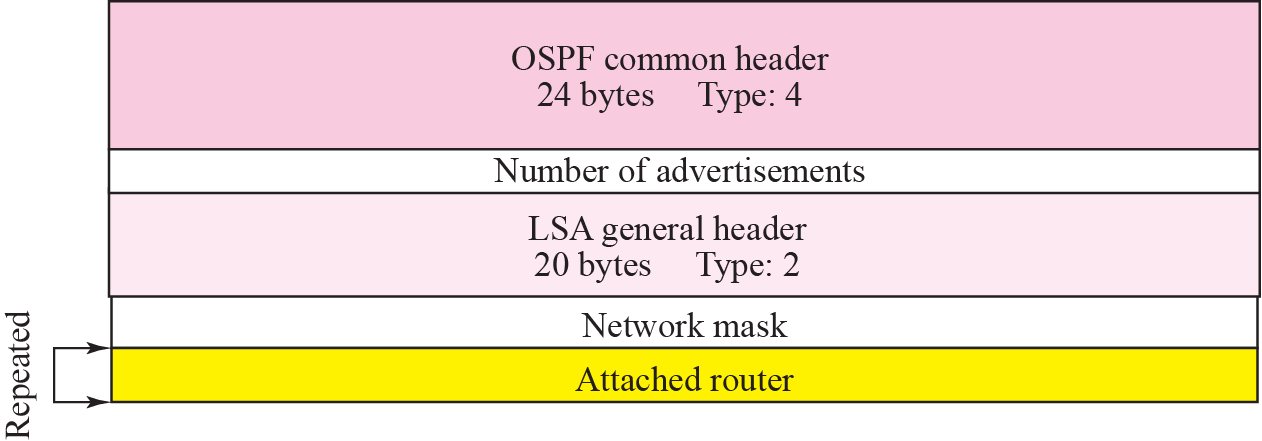 OSPF common header
24 bytes Type: 4
Number of advertisements
LSA general header
20 bytes Type: 2
Network mask
Repeated
Attached router